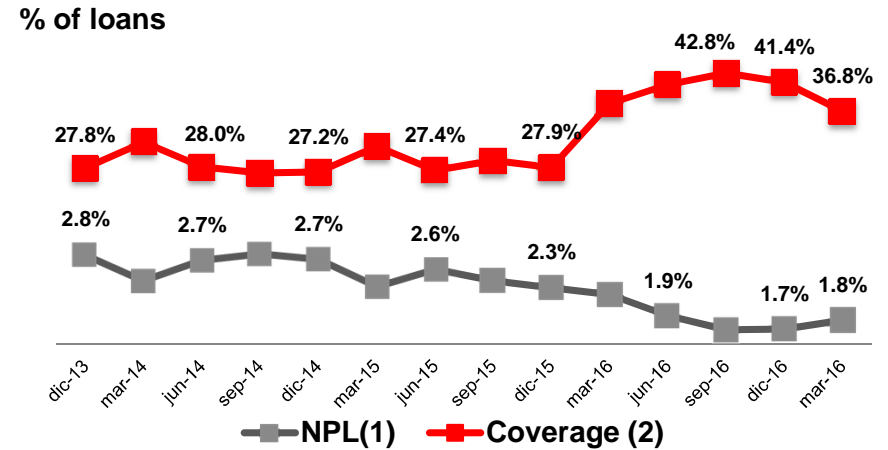 % of loans
42.8%
41.4%
36.8%
27.8%
28.0%
27.2%
27.4%
27.9%
2.8%
2.7%
2.7%
2.6%
2.3%
1.9%
1.7%
1.8%
dic-13
mar-14
jun-14
sep-14
dic-14
mar-15
jun-15
sep-15
dic-15
mar-16
jun-16
sep-16
dic-16
mar-16
NPL(1)
Coverage (2)